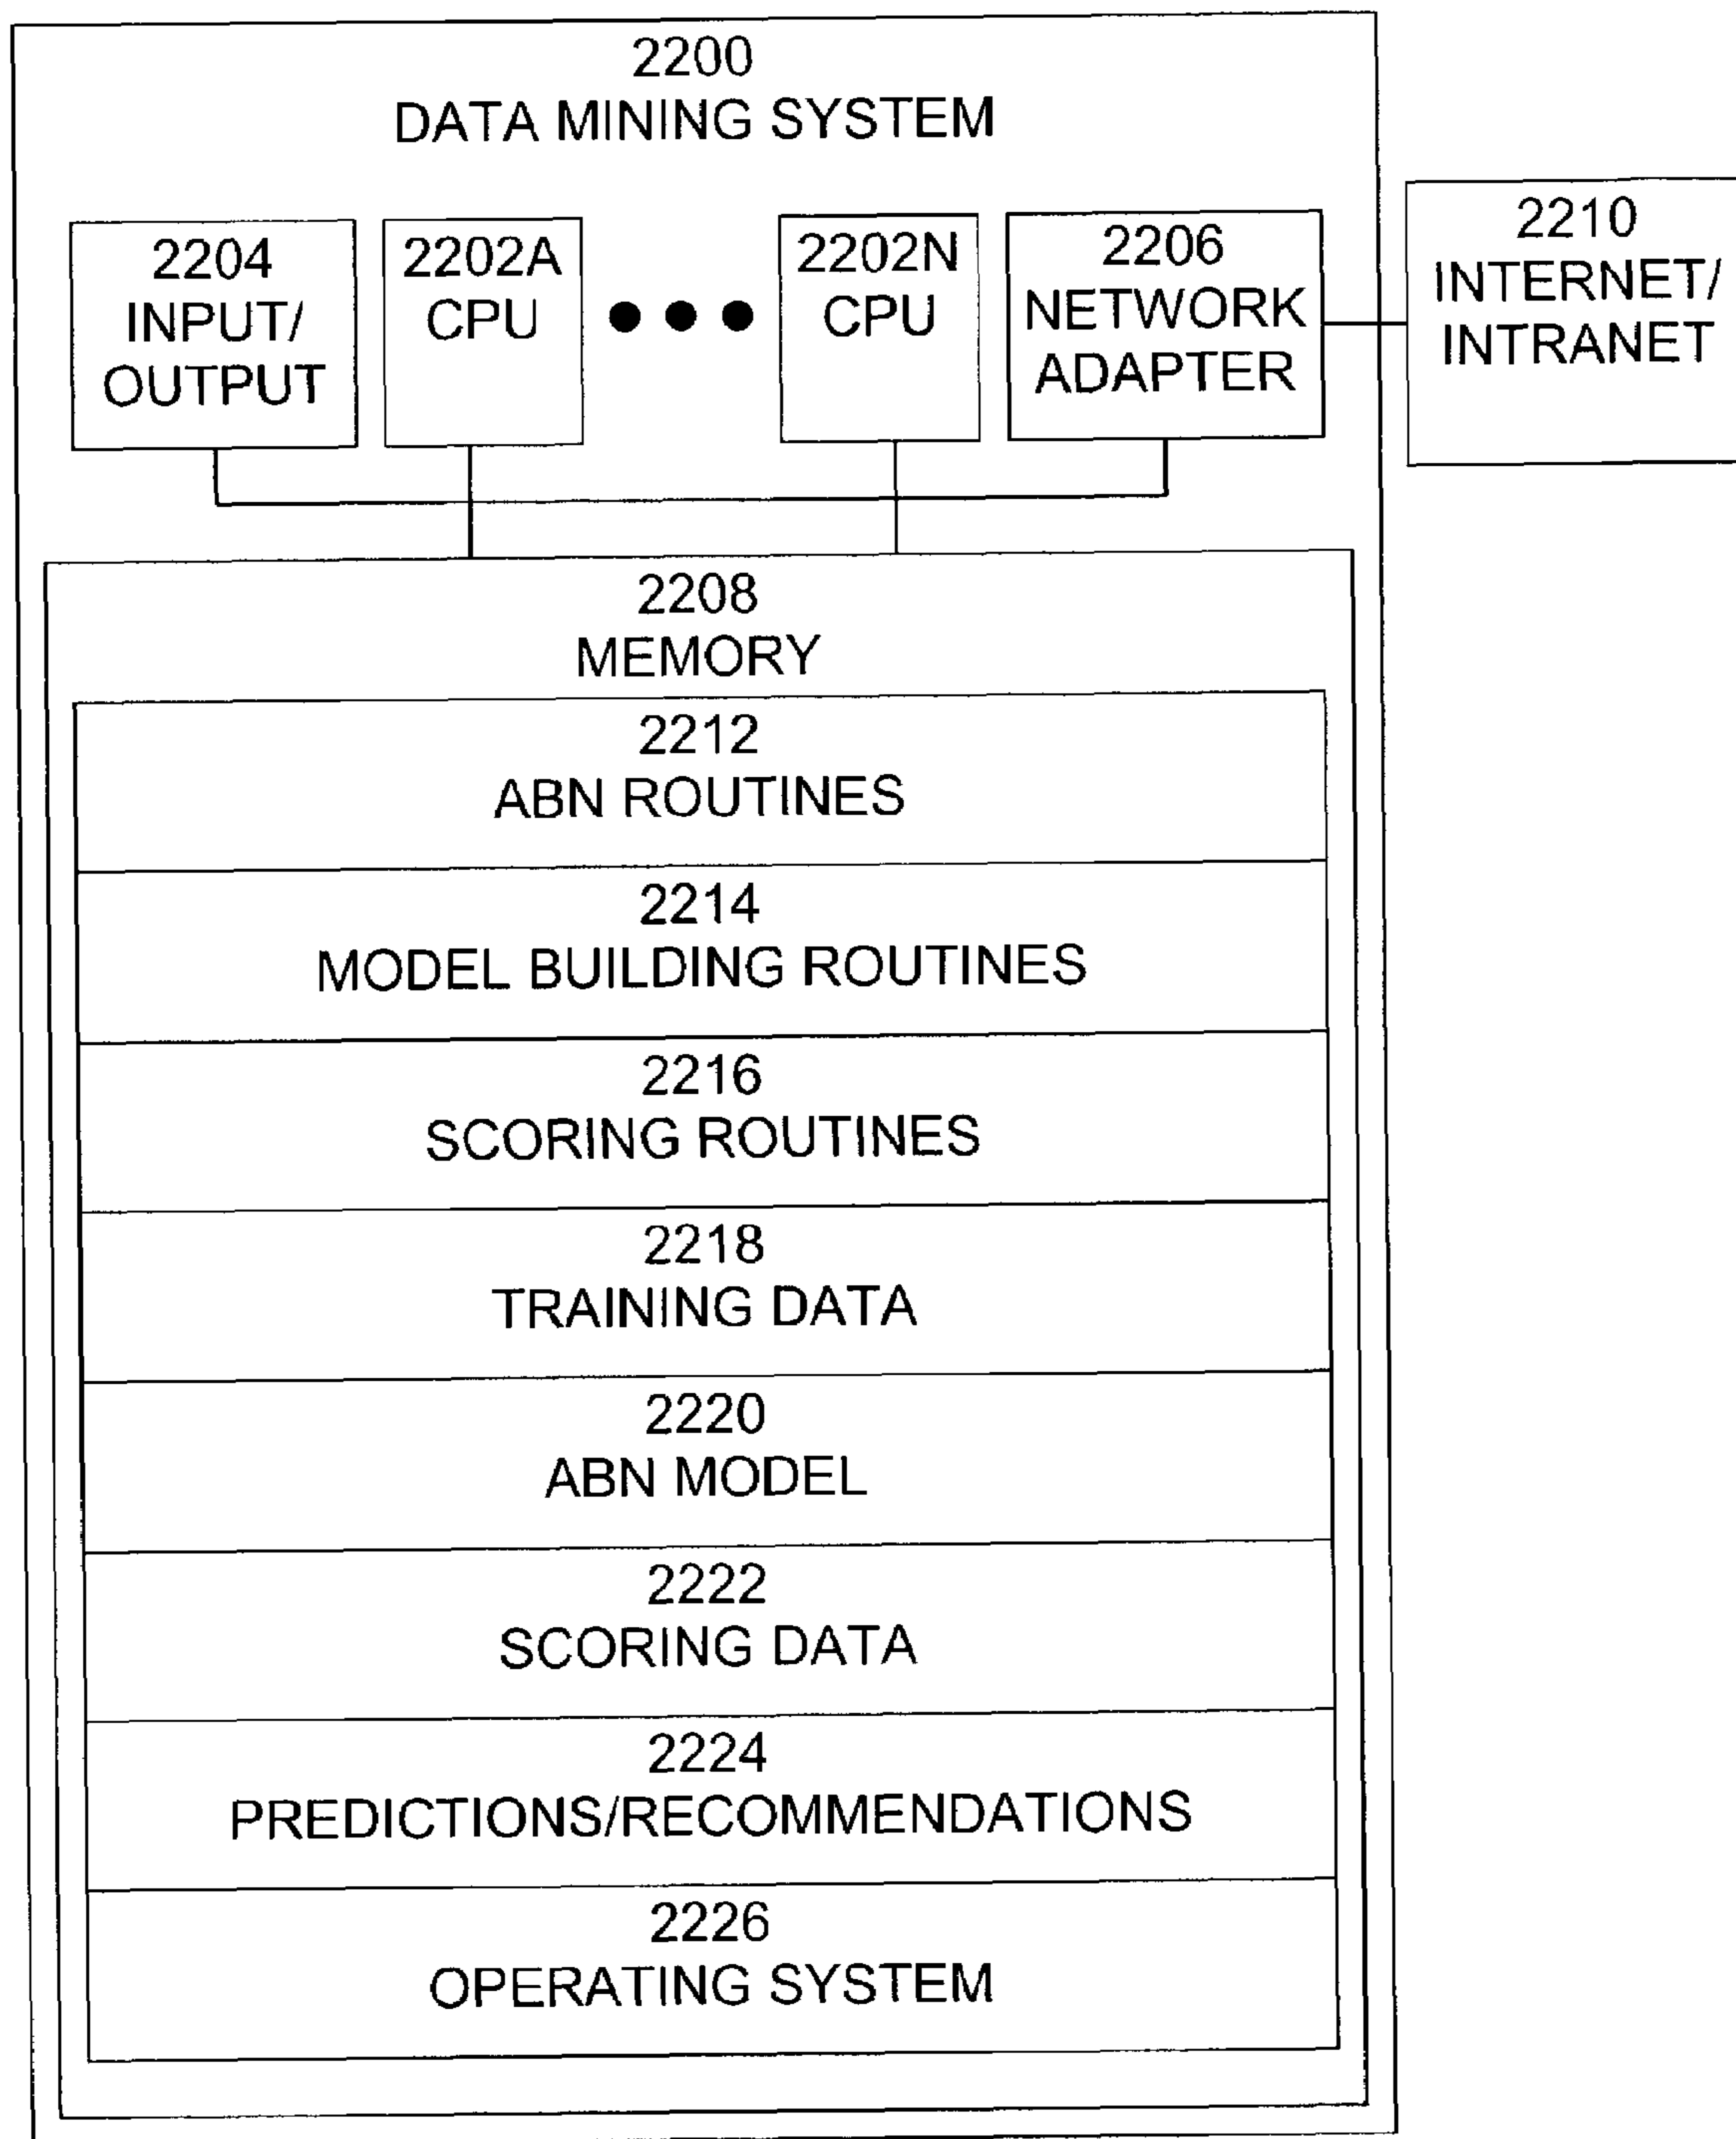 2200
DATA MINING SYSTEM
2204
INPUT/
OUTPUT
2202A
CPU
2202N
CPU
2206
NETWORK
ADAPTER
2210
INTERNET/
INTRANET
2208
MEMORY
2212
ABN ROUTINES
2214
MODEL BUILDING ROUTINES
2216
SCORING ROUTINES
2218
TRAINING DATA
2220
ABN MODEL
2222
SCORING DATA
2224
PREDICTIONS/RECOMMENDATIONS
2226
OPERATING SYSTEM